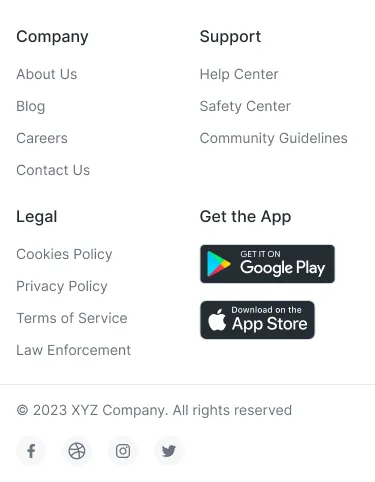 Company
About Us
Blog
Careers
Contact Us
Support
Help Center
Safety Center
Community Guidelines
Legal
Cookies Policy
Privacy Policy
Terms of Service
Law Enforcement
Get the App
GET IT ON
Google Play
Download on the
App Store
© 2023 XYZ Company. All rights reserved